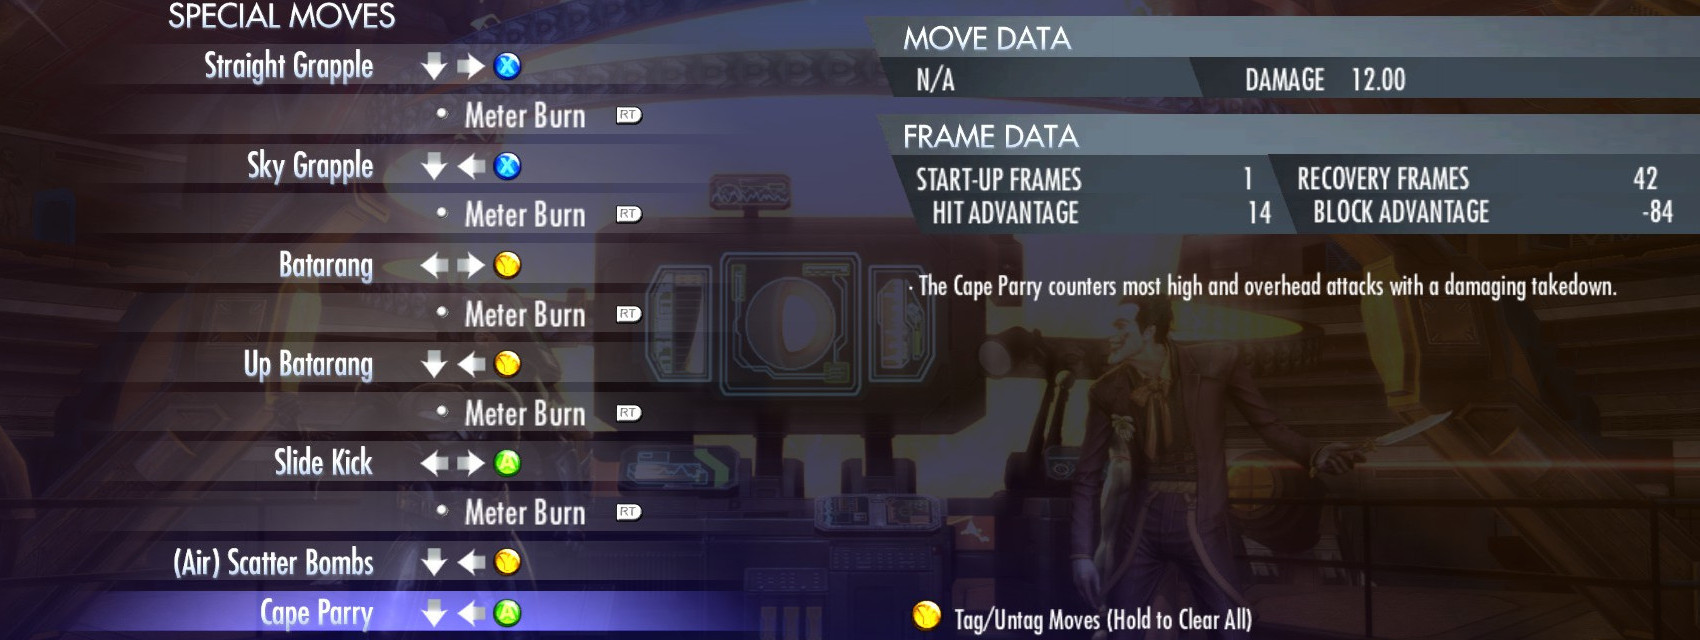 SPECIAL MOVES
Straight Grapple X
Meter Burn RT
Sky Grapple X
Meter Burn RT
Batarang Y
Meter Burn RT
Up Batarang Y
Meter Burn RT
Slide Kick A
Meter Burn RT
(Air) Scatter Bombs Y
Cape Parry A
MOVE DATA
N/A DAMAGE 12.00
FRAME DATA
START-UP FRAMES 1 RECOVERY FRAMES 42
HIT ADVANTAGE 14 BLOCK ADVANTAGE -84
· The Cape Parry counters most high and overhead attacks with a damaging takedown.
Y Tag/Untag Moves (Hold to Clear All)